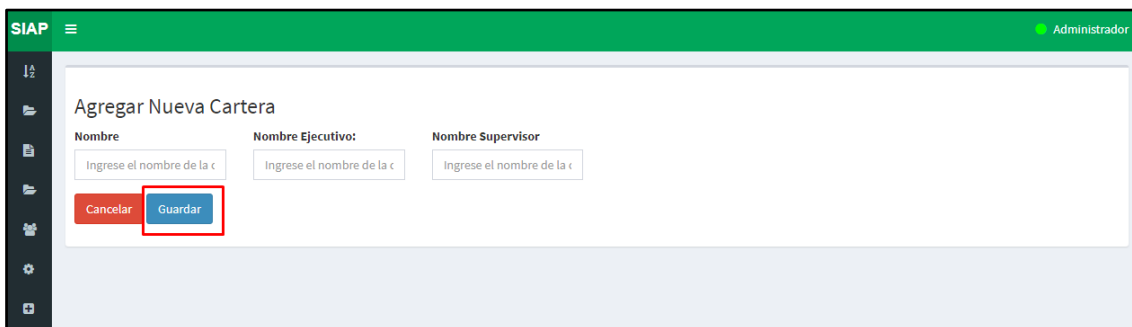 SIAP
Administrador
Agregar Nueva Cartera
Nombre Nombre Ejecutivo: Nombre Supervisor
Ingrese el nombre de la c Ingrese el nombre de la c Ingrese el nombre de la c
Cancelar Guardar